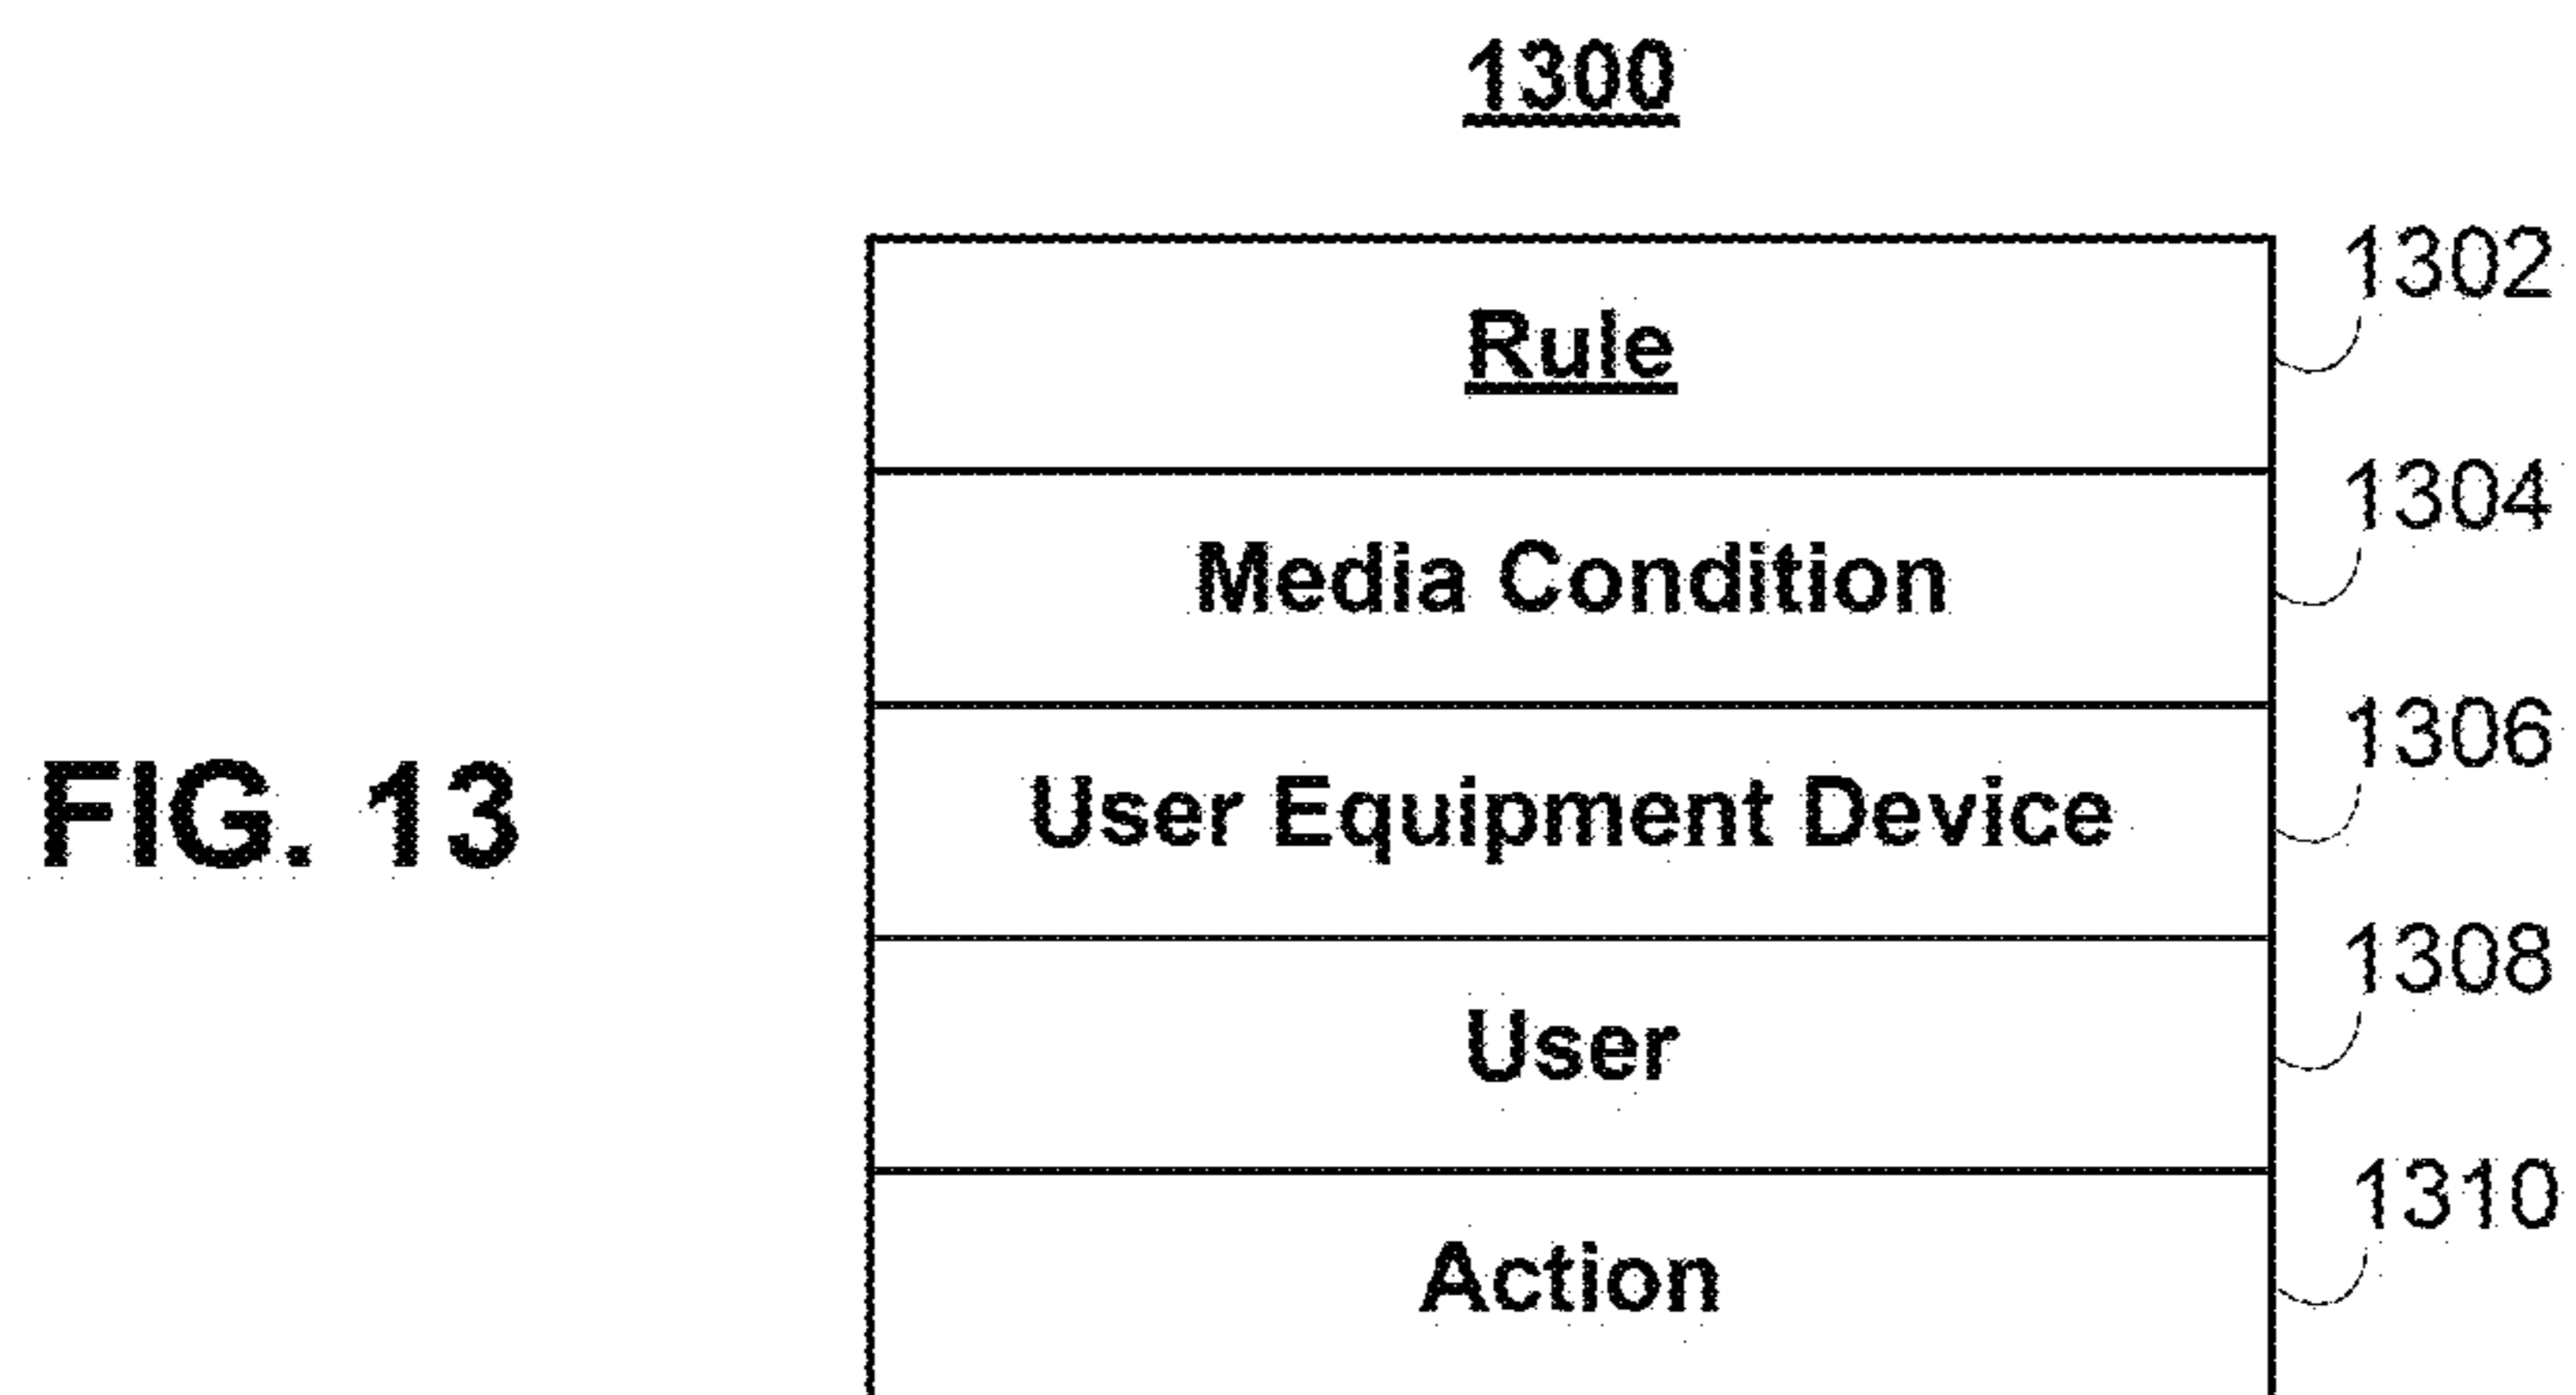 1300
Rule 1302
Media Condition 1304
User Equipment Device 1306
FIG. 13
User 1308
Action 1310